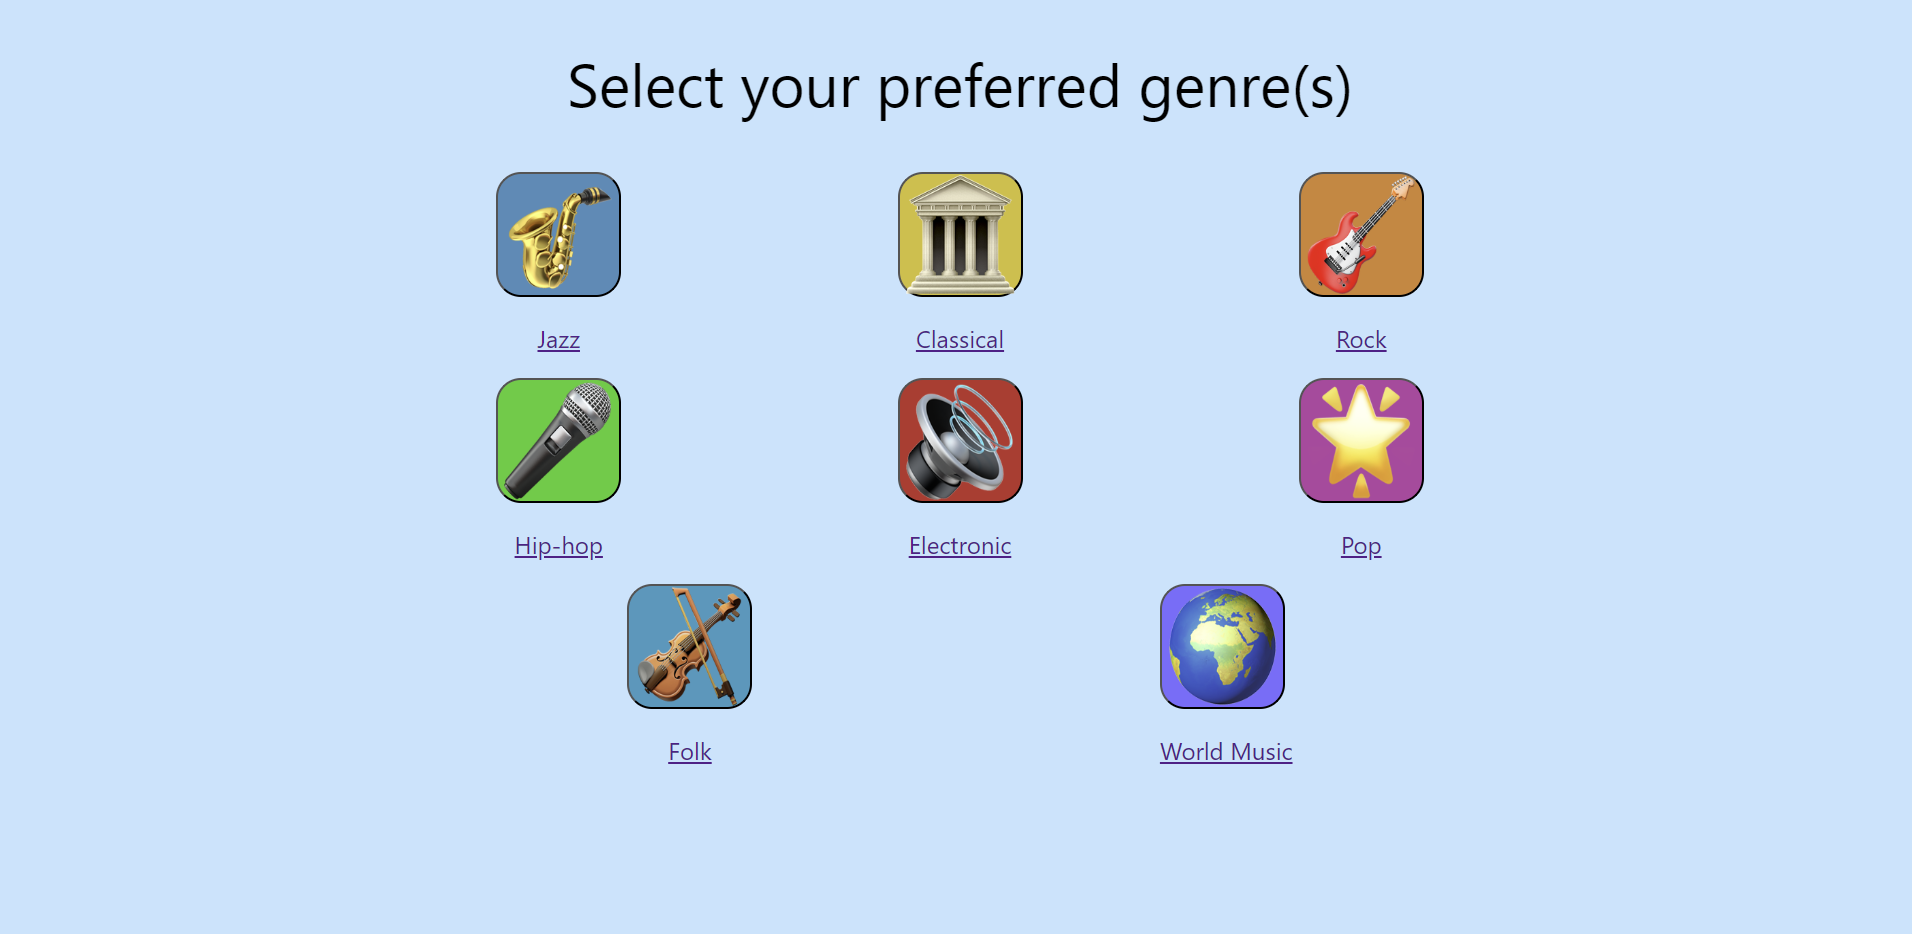 Select your preferred genre(s)
Jazz
Classical
Rock
Hip-hop
Electronic
Pop
Folk
World Music